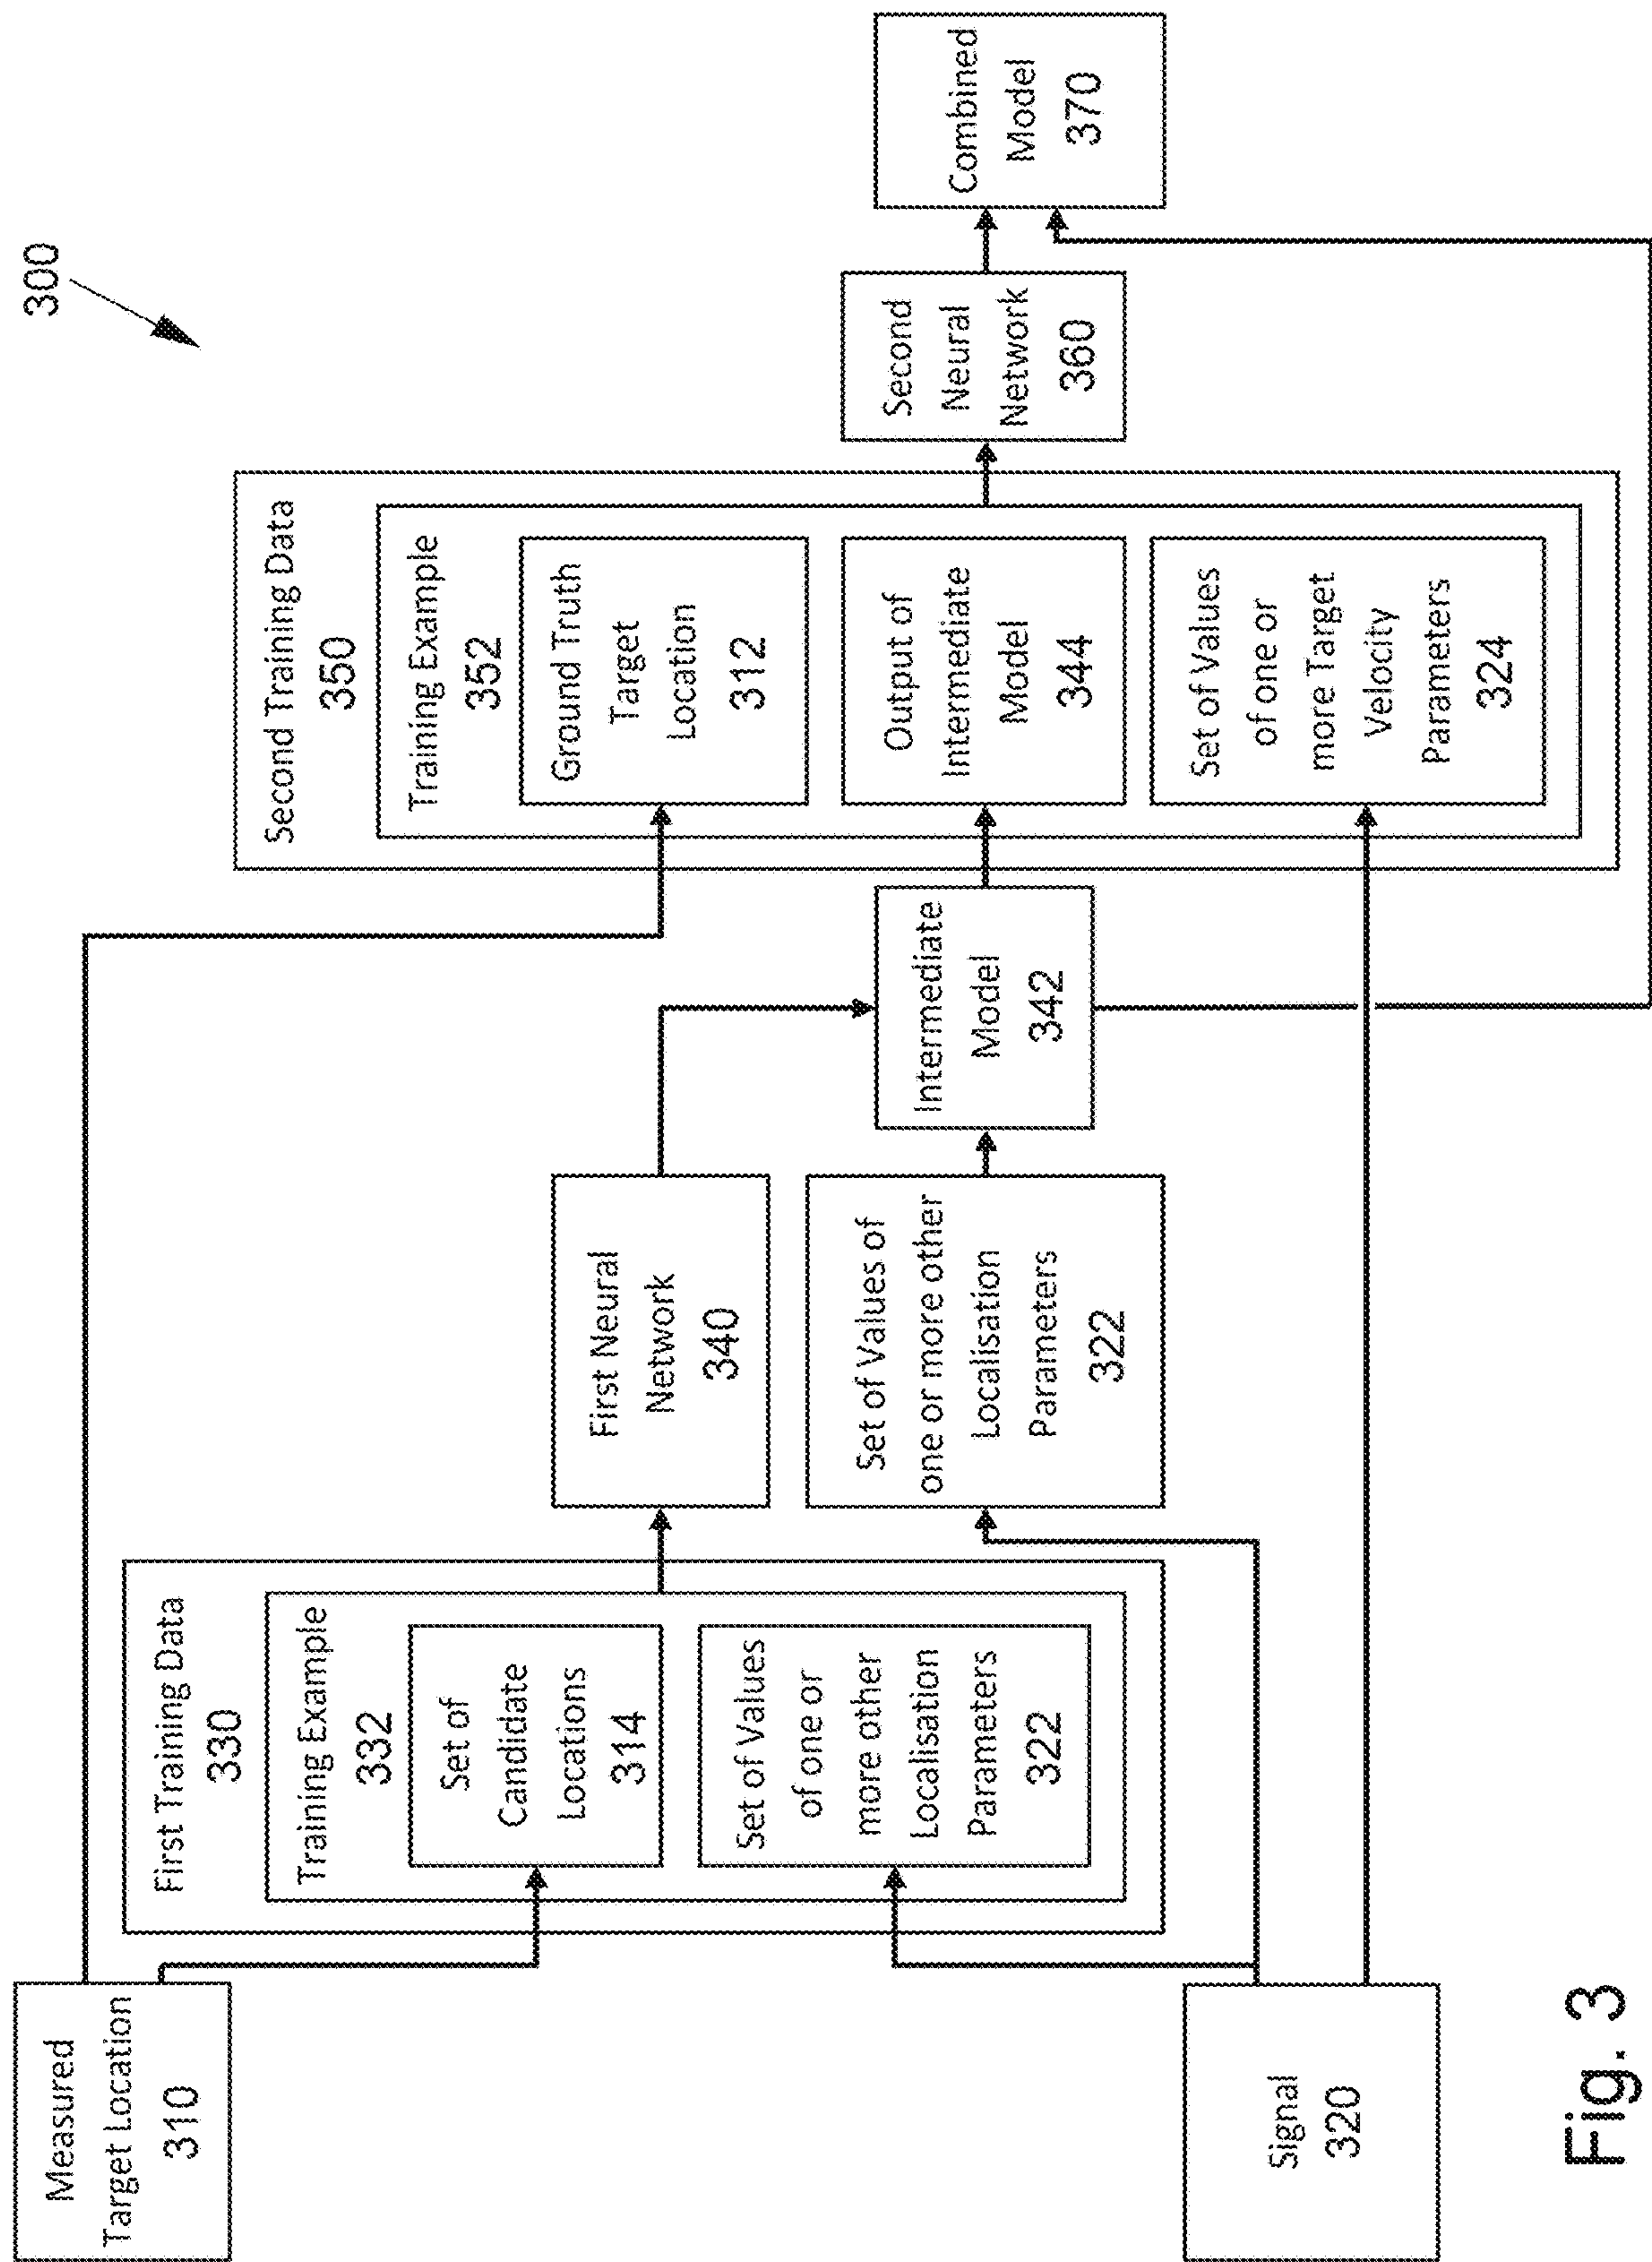 300
Measured
Target Location
310
First Training Data
330
Training Example
332
Set of
Candidate
Locations
314
Set of Values
of one or
more other
Localisation
Parameters
322
Signal
320
First Neural
Network
340
Set of Values of
one or more other
Localisation
Parameters
322
Intermediate
Model
342
Second Training Data
350
Training Example
352
Ground Truth
Target
Location
312
Output of
Intermediate
Model
344
Set of Values
of one or
more Target
Velocity
Parameters
324
Second
Neural
Network
360
Combined
Model
370
Fig. 3